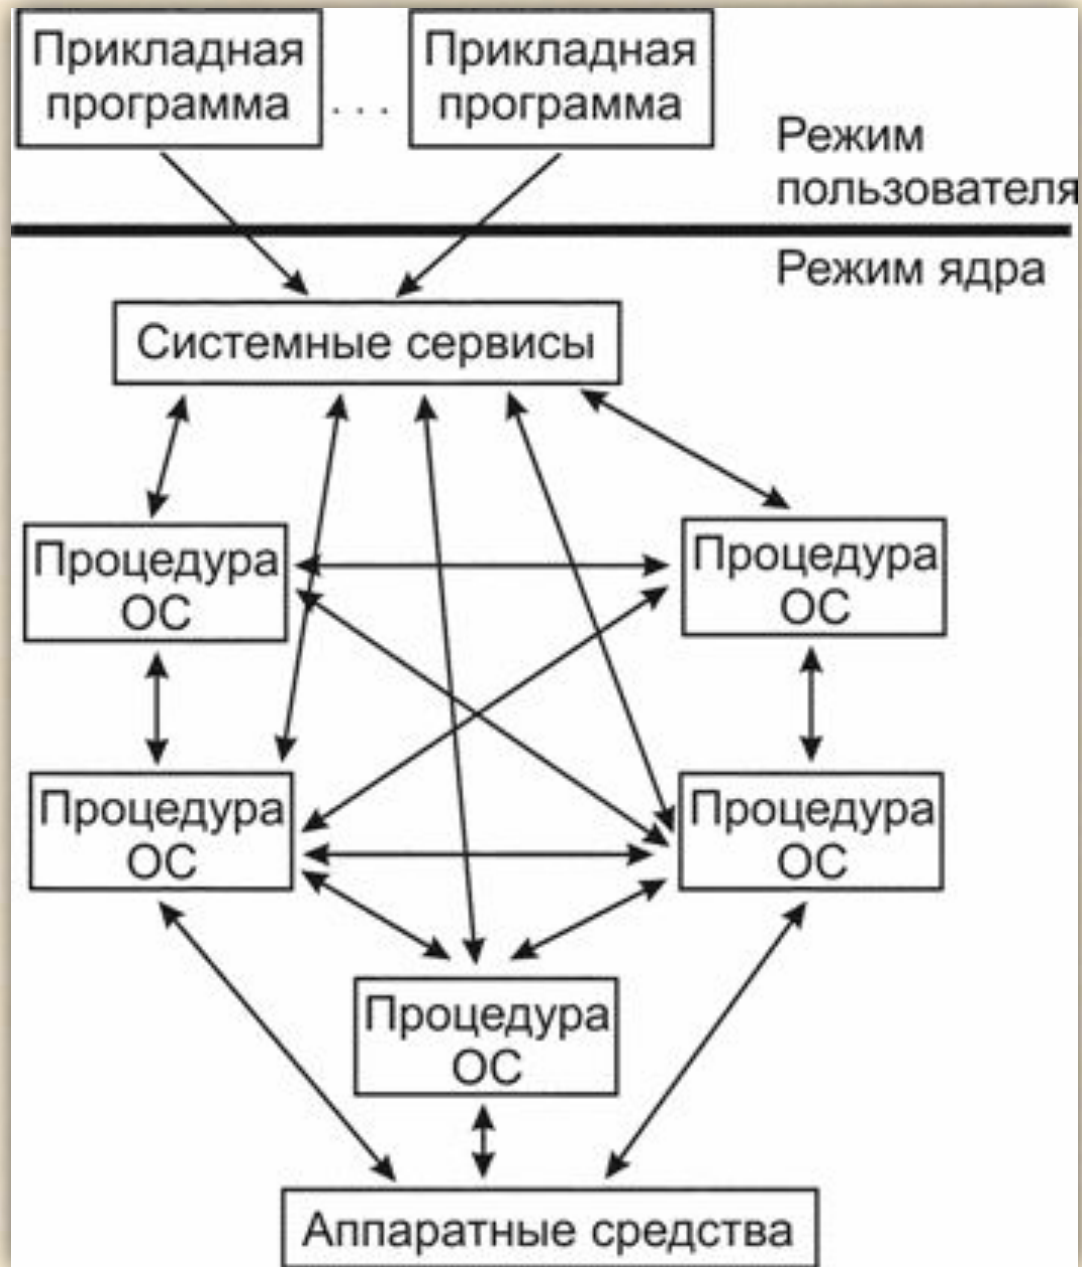 Прикладная
программа
. . .
Прикладная
программа
Режим
пользователя
Режим ядра
Системные сервисы
Процедура
ОС
Процедура
ОС
Процедура
ОС
Процедура
ОС
Процедура
ОС
Аппаратные средства